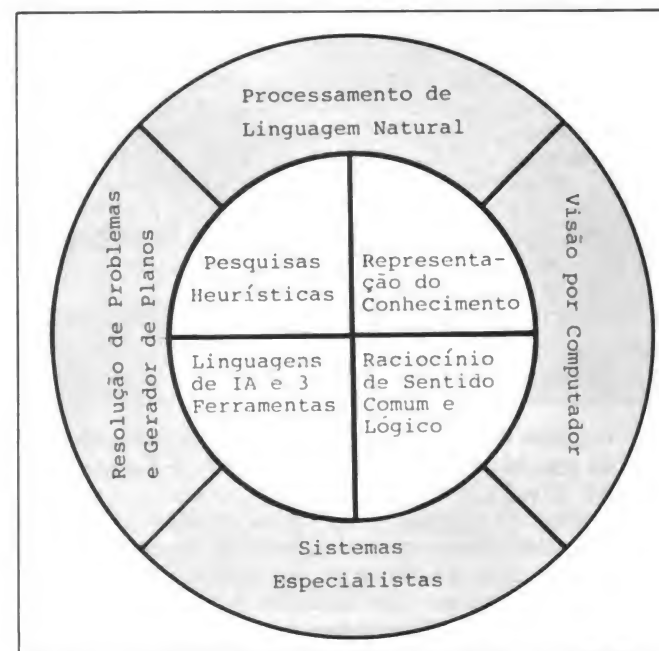 Processamento de
Linguagem Natural
Resolução de Problemas
e Gerador de Planos
Pesquisas
Heurísticas
Representa-
ção do
Conhecimento
Visão por Computador
Linguagens
de IA e 3
Ferramentas
Raciocínio
de Sentido
Comum e
Lógico
Sistemas
Especialistas